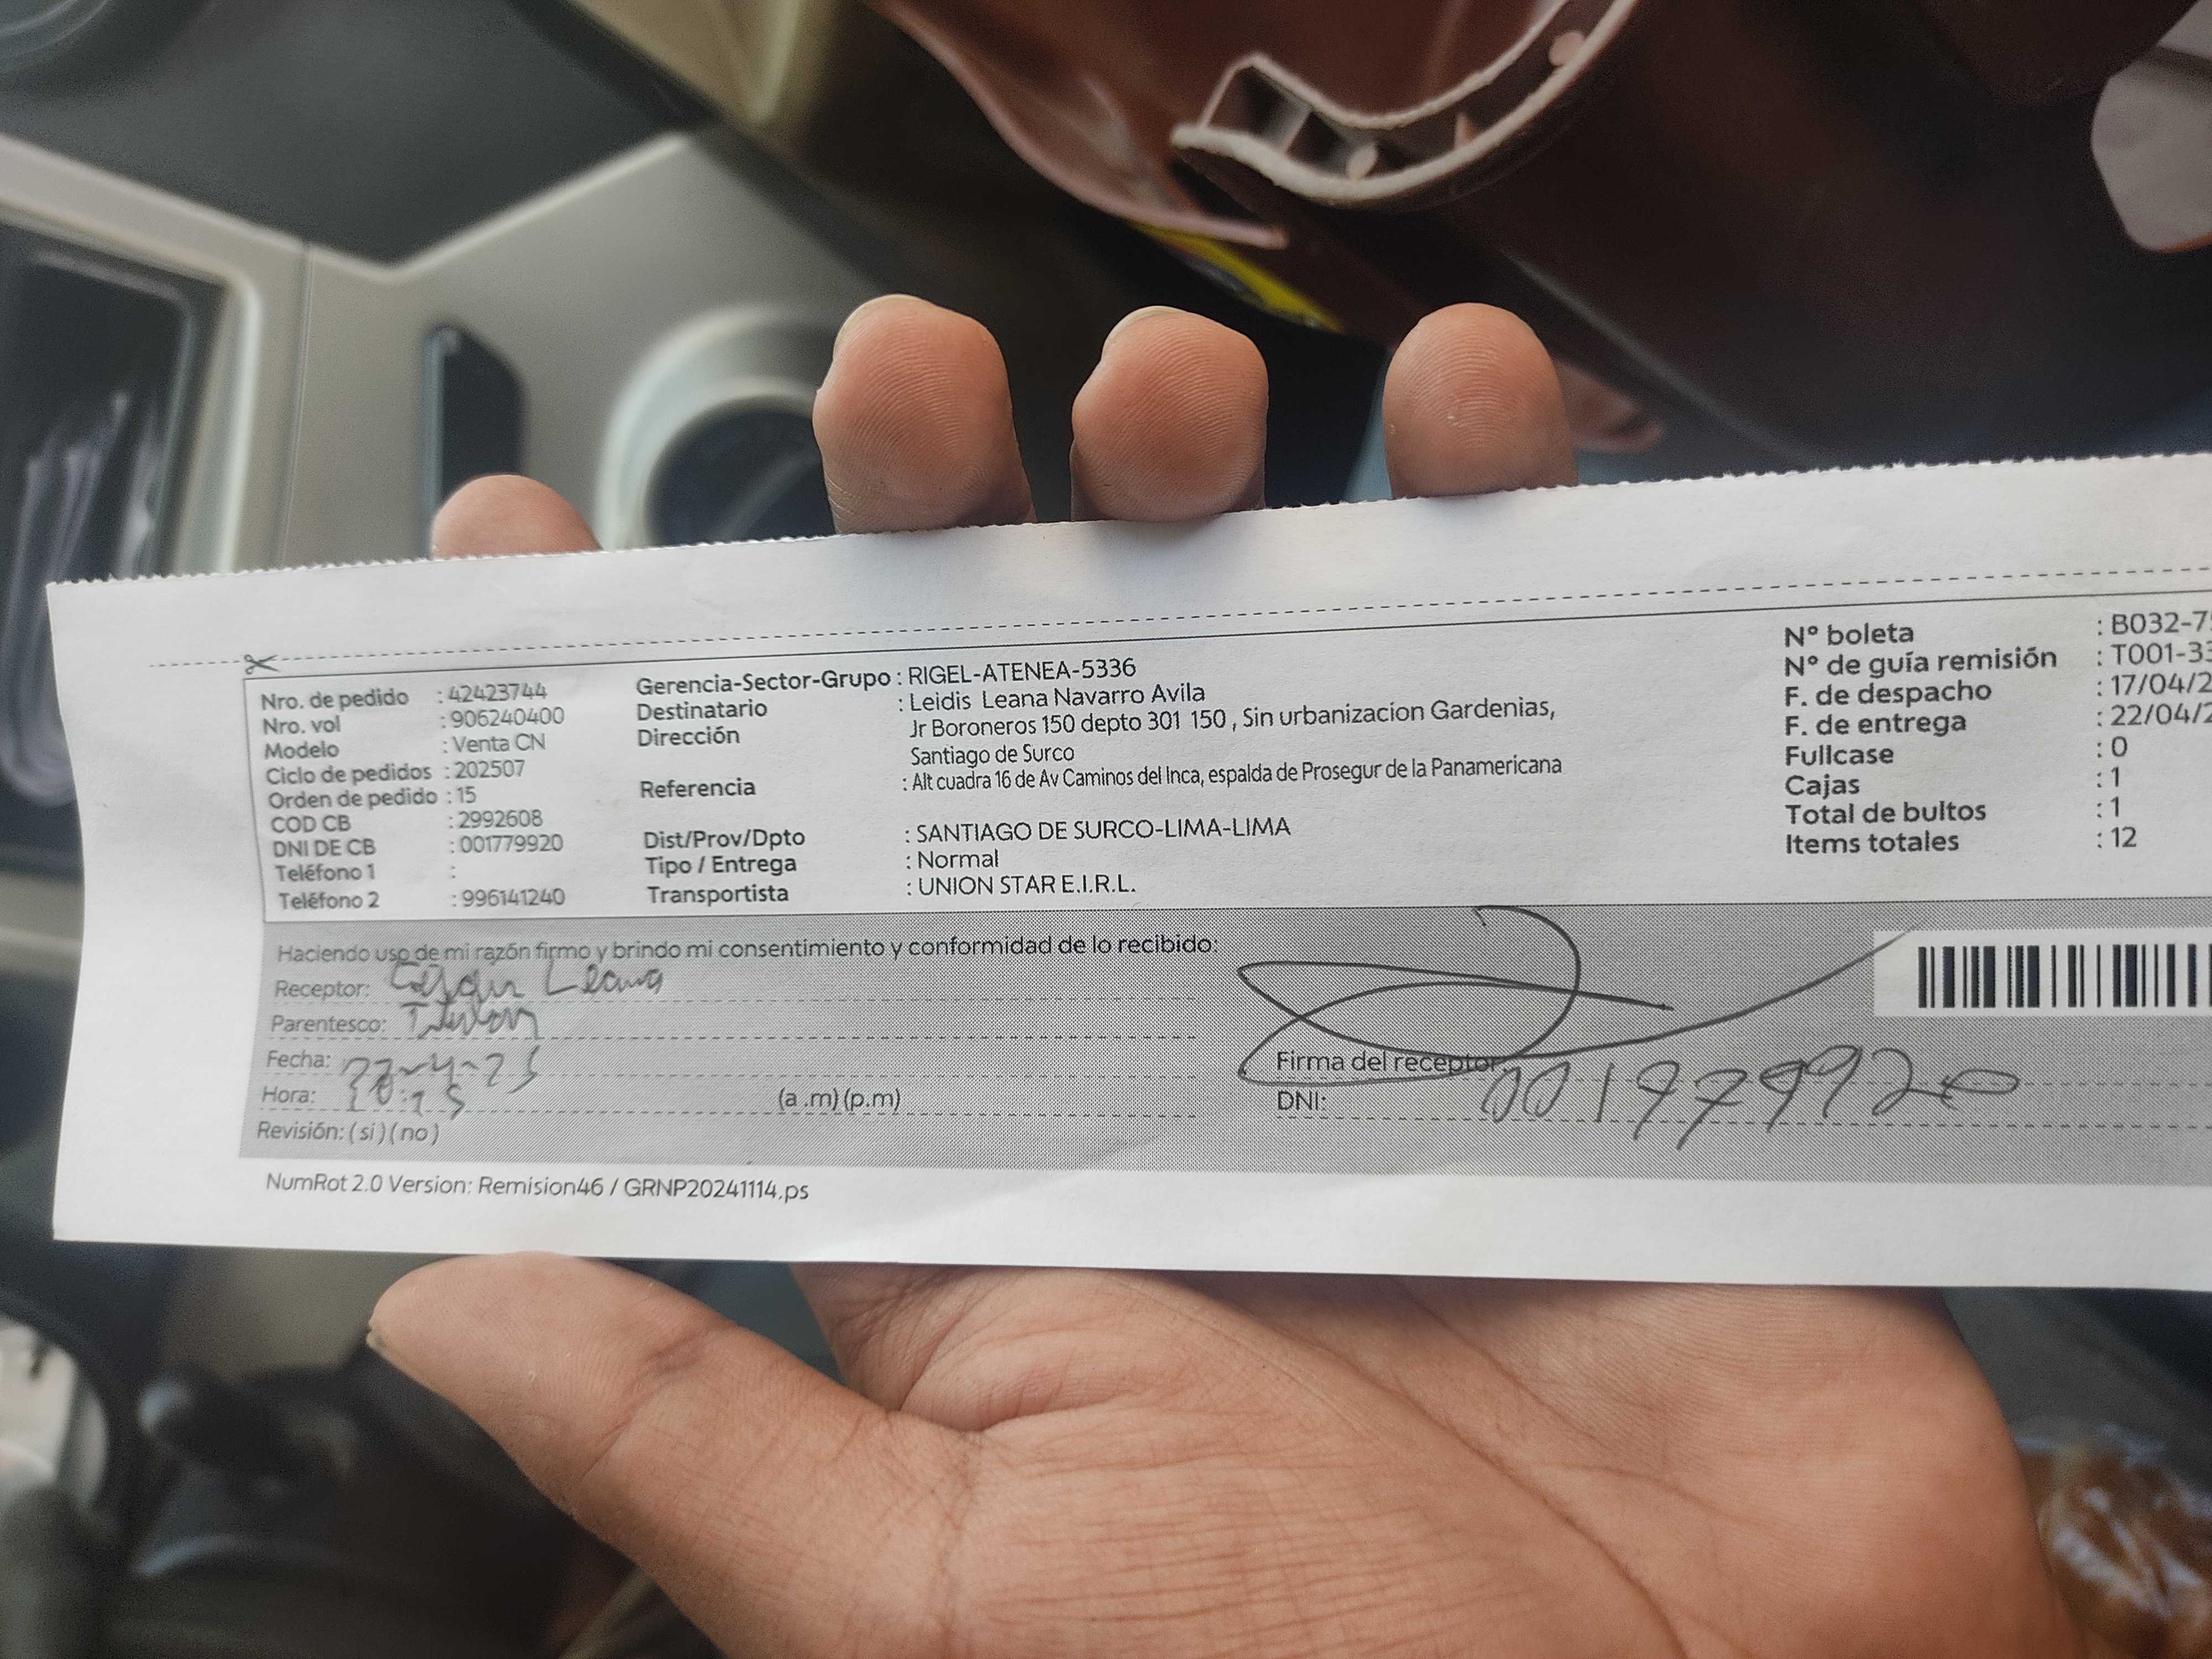 Nro. de pedido : 42423744
Nro. vol : 906240400
Modelo : Venta CN
Ciclo de pedidos : 202507
Orden de pedido : 15
COD CB : 2992608
DNI DE CB : 001779920
Teléfono 1 :
Teléfono 2 : 996141240
Gerencia-Sector-Grupo : RIGEL-ATENEA-5336
Destinatario : Leidis Leana Navarro Avila
Dirección Jr Boroneros 150 depto 301 150 , Sin urbanizacion Gardenias,
Santiago de Surco
Referencia : Alt cuadra 16 de Av Caminos del Inca, espalda de Prosegur de la Panamericana
Dist/Prov/Dpto : SANTIAGO DE SURCO-LIMA-LIMA
Tipo / Entrega : Normal
Transportista : UNION STAR E.I.R.L.
N° boleta : B032-7
N° de guía remisión : T001-33
F. de despacho : 17/04/2
F. de entrega : 22/04/2
Fullcase : 0
Cajas : 1
Total de bultos : 1
Items totales : 12
Haciendo uso de mi razón firmo y brindo mi consentimiento y conformidad de lo recibido:
Receptor: Leana
Parentesco:
Fecha:
Hora: (a .m) (p.m)
Revisión: ( si ) ( no )
Firma del receptor:
DNI:
NumRot 2.0 Version: Remision46 / GRNP20241114.ps